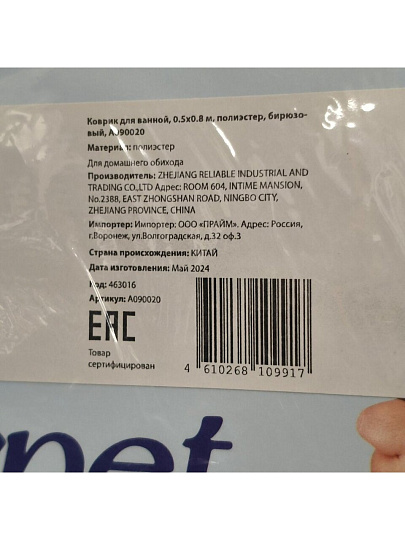 Коврик для ванной, 0.5х0.8 м, полиэстер, бирюзо-
вый, А090020
Материал: полиэстер
Для домашнего обихода
Производитель: ZHEJIANG RELIABLE INDUSTRIAL AND
TRADING CO.,LTD Адрес: ROOM 604, INTIME MANSION,
No.2388, EAST ZHONGSHAN ROAD, NINGBO CITY,
ZHEJIANG PROVINCE, CHINA
Импортер: Импортер: ООО «ПРАЙМ». Адрес: Россия,
г.Воронеж, ул.Волгоградская, д.32 оф.3
Страна происхождения: КИТАЙ
Дата изготовления: Май 2024
Код: 463016
Артикул: А090020
EAC
Товар
сертифицирован
4 610268 109917
rpet